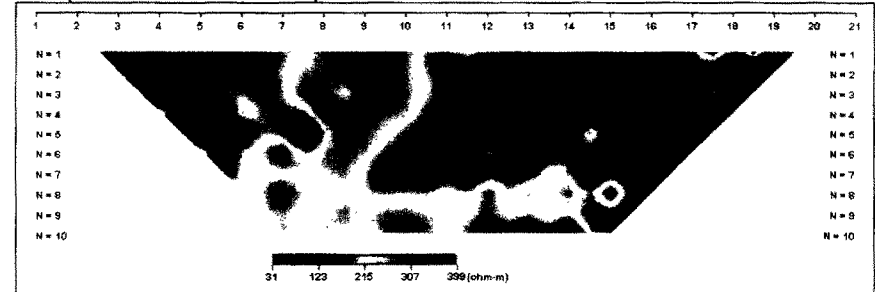 1 2 3 4 5 6 7 8 9 10 11 12 13 14 15 16 17 18 19 20 21
N = 1 N = 1
N = 2 N = 2
N = 3 N = 3
N = 4 N = 4
N = 5 N = 5
N = 6 N = 6
N = 7 N = 7
N = 8 N = 8
N = 9 N = 9
N = 10 N = 10
31 123 215 307 399 (ohm-m)